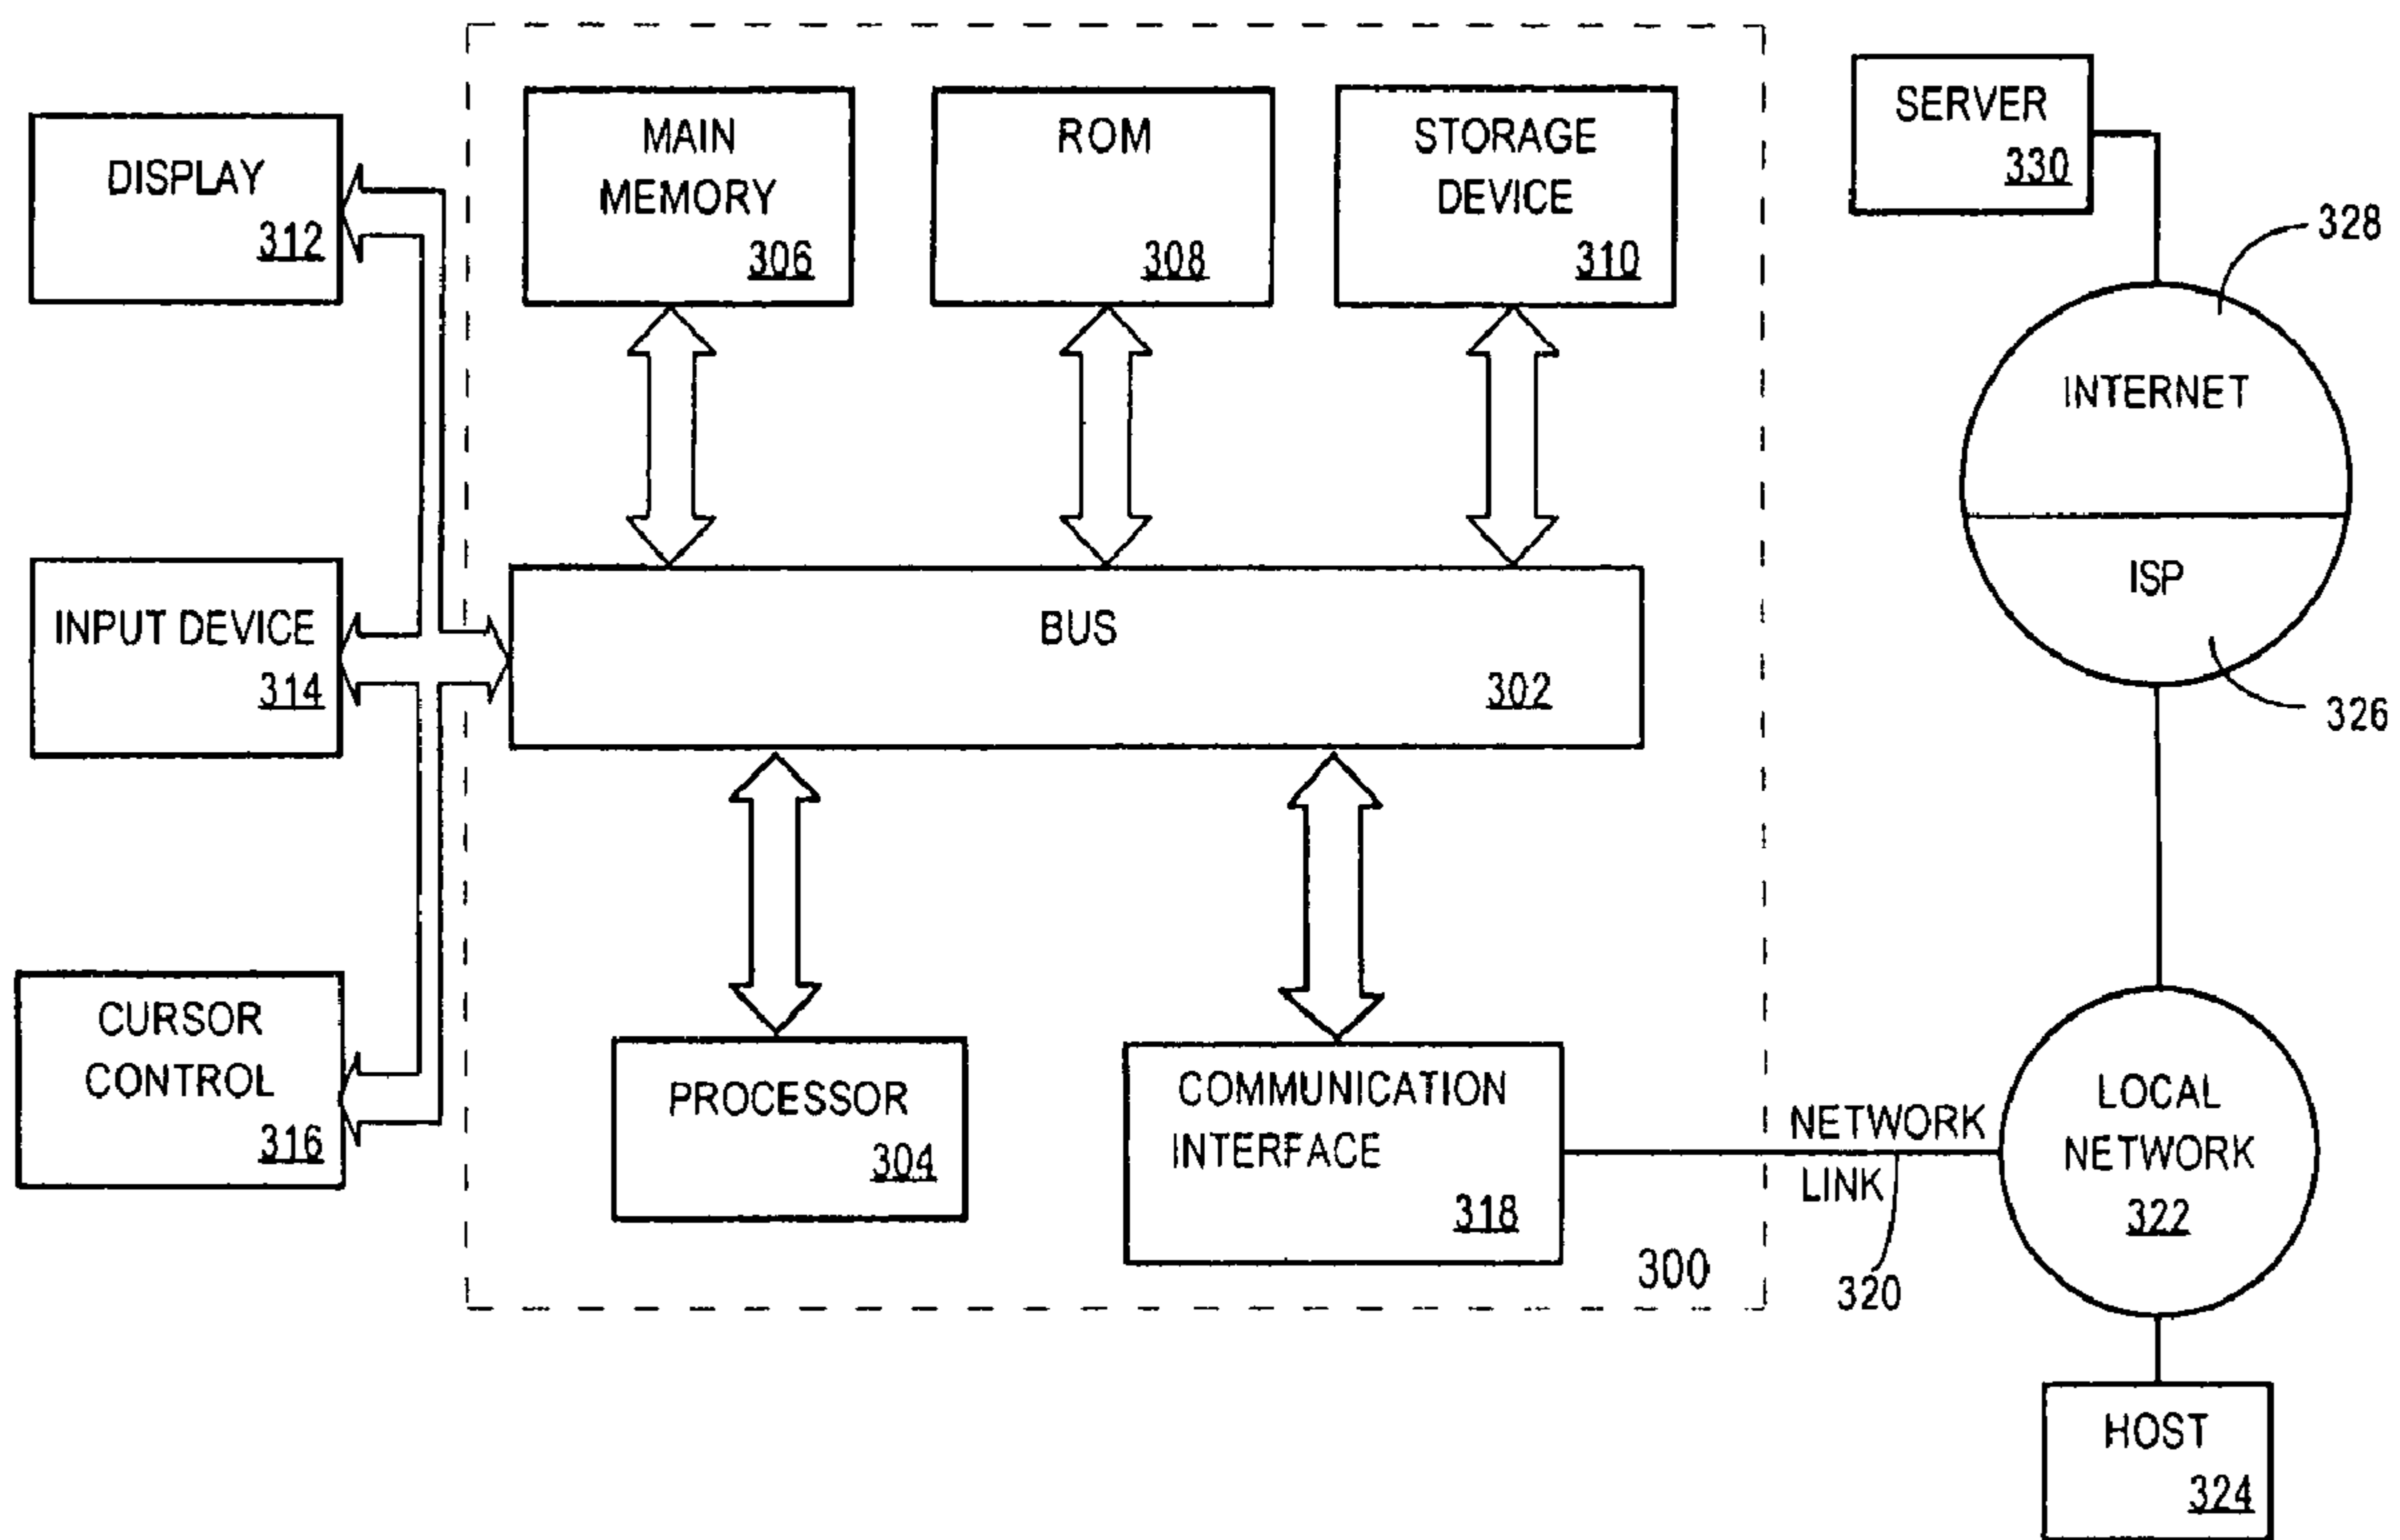 DISPLAY
312
INPUT DEVICE
314
CURSOR
CONTROL
316
MAIN
MEMORY
306
ROM
308
STORAGE
DEVICE
310
BUS
302
PROCESSOR
304
COMMUNICATION
INTERFACE
318
300
SERVER
330
328
INTERNET
ISP
326
NETWORK
LINK
320
LOCAL
NETWORK
322
HOST
324